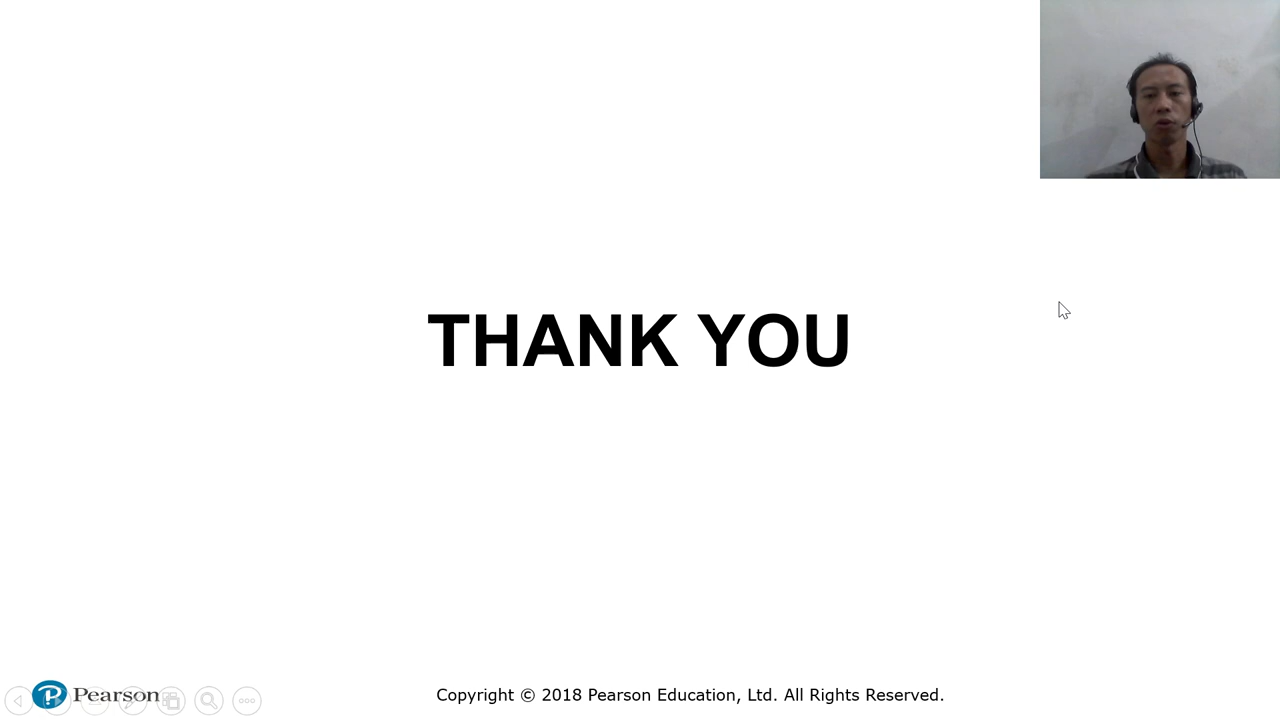 THANK YOU
Pearson
Copyright © 2018 Pearson Education, Ltd. All Rights Reserved.